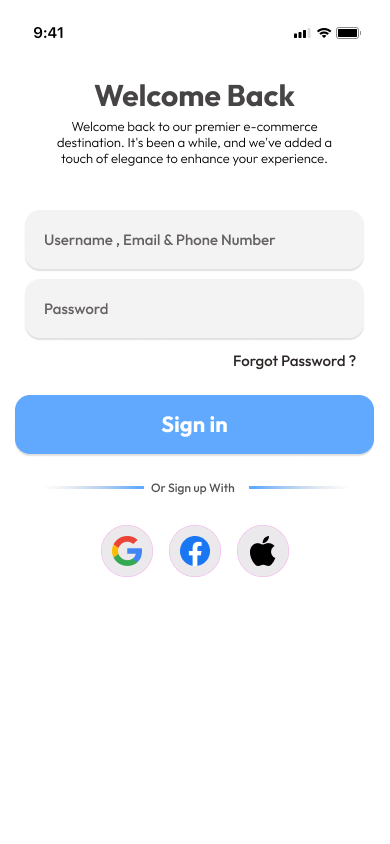 9:41
Welcome Back
Welcome back to our premier e-commerce
destination. It's been a while, and we've added a
touch of elegance to enhance your experience.
Username , Email & Phone Number
Password
Forgot Password ?
Sign in
Or Sign up With